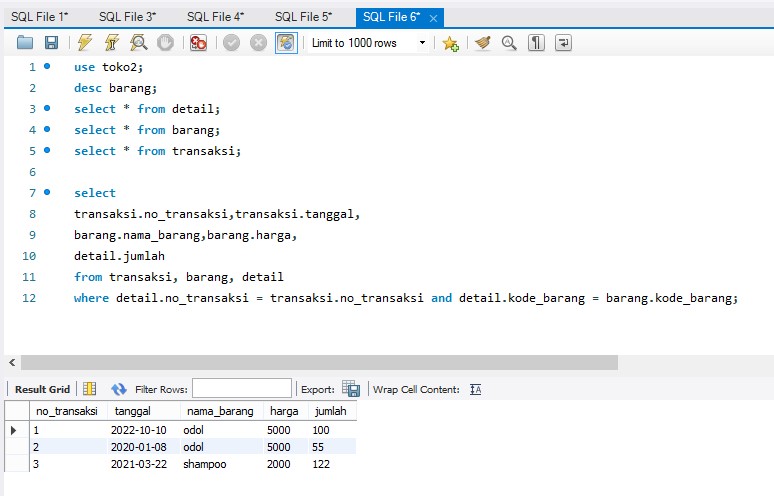 SQL File 1* SQL File 3* SQL File 4* SQL File 5* SQL File 6* ×
Limit to 1000 rows
1 use toko2;
2 desc barang;
3 select * from detail;
4 select * from barang;
5 select * from transaksi;
6
7 select
8 transaksi.no_transaksi,transaksi.tanggal,
9 barang.nama_barang,barang.harga,
10 detail.jumlah
11 from transaksi, barang, detail
12 where detail.no_transaksi = transaksi.no_transaksi and detail.kode_barang = barang.kode_barang;
Result Grid Filter Rows: Export: Wrap Cell Content: IA
no_transaksi tanggal nama_barang harga jumlah
1 2022-10-10 odol 5000 100
2 2020-01-08 odol 5000 55
3 2021-03-22 shampoo 2000 122